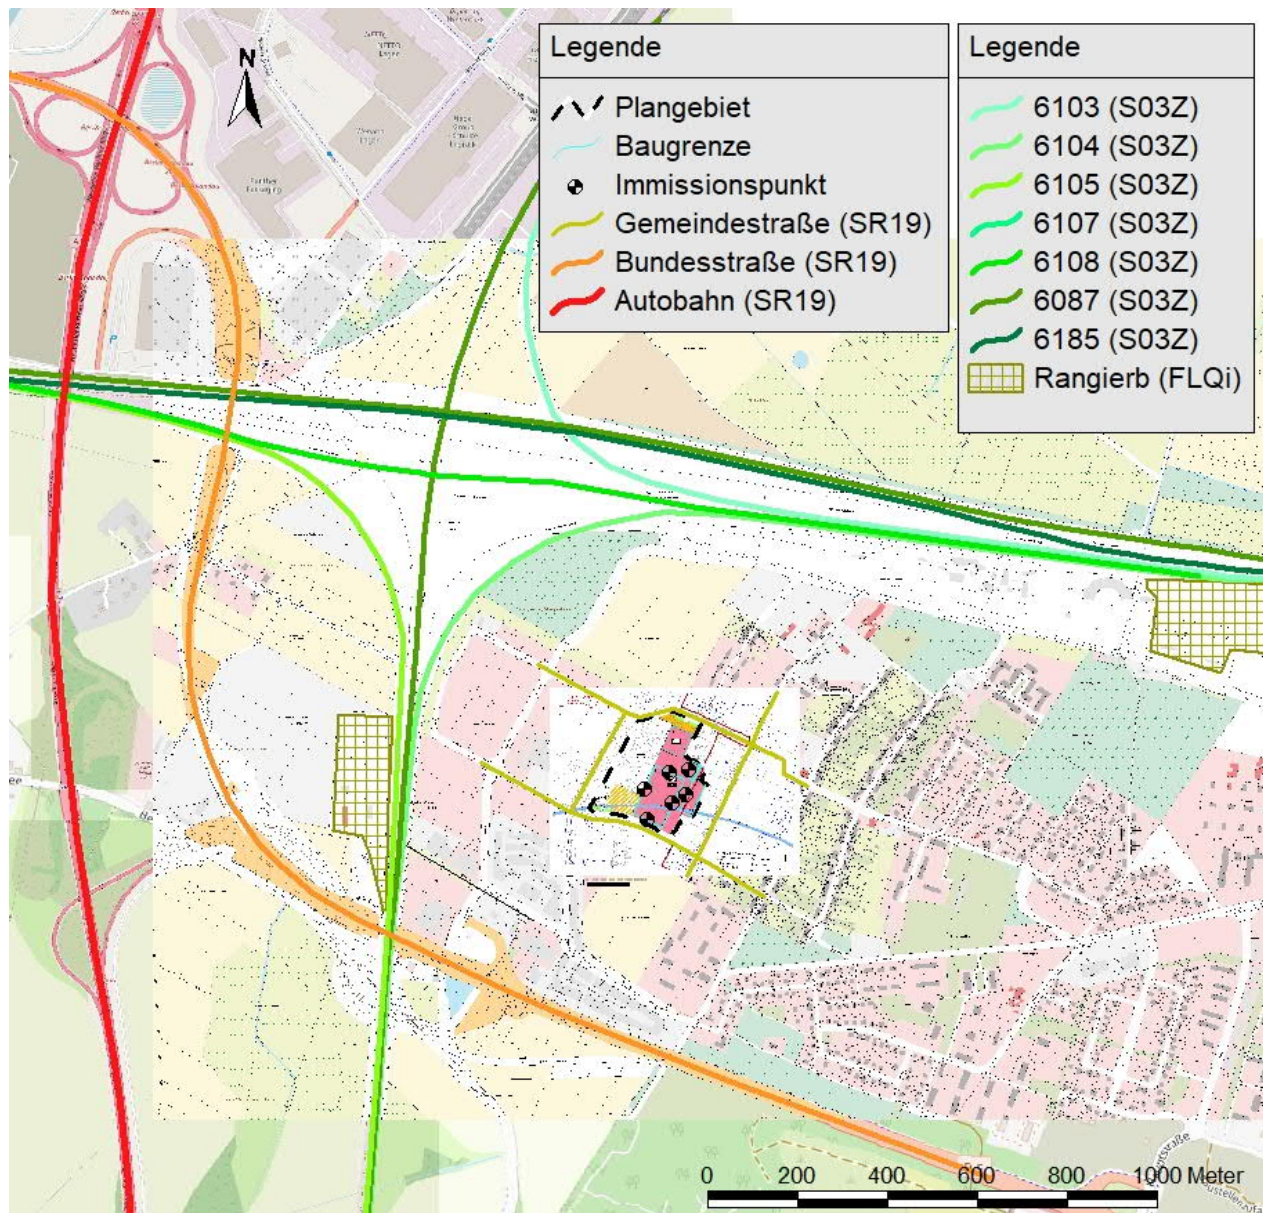 N
Legende
Plangebiet
Baugrenze
Immissionspunkt
Gemeindestraße (SR19)
Bundesstraße (SR19)
Autobahn (SR19)
Legende
6103 (S03Z)
6104 (S03Z)
6105 (S03Z)
6107 (S03Z)
6108 (S03Z)
6087 (S03Z)
6185 (S03Z)
Rangierb (FLQi)
0 200 400 600 800 1000 Meter